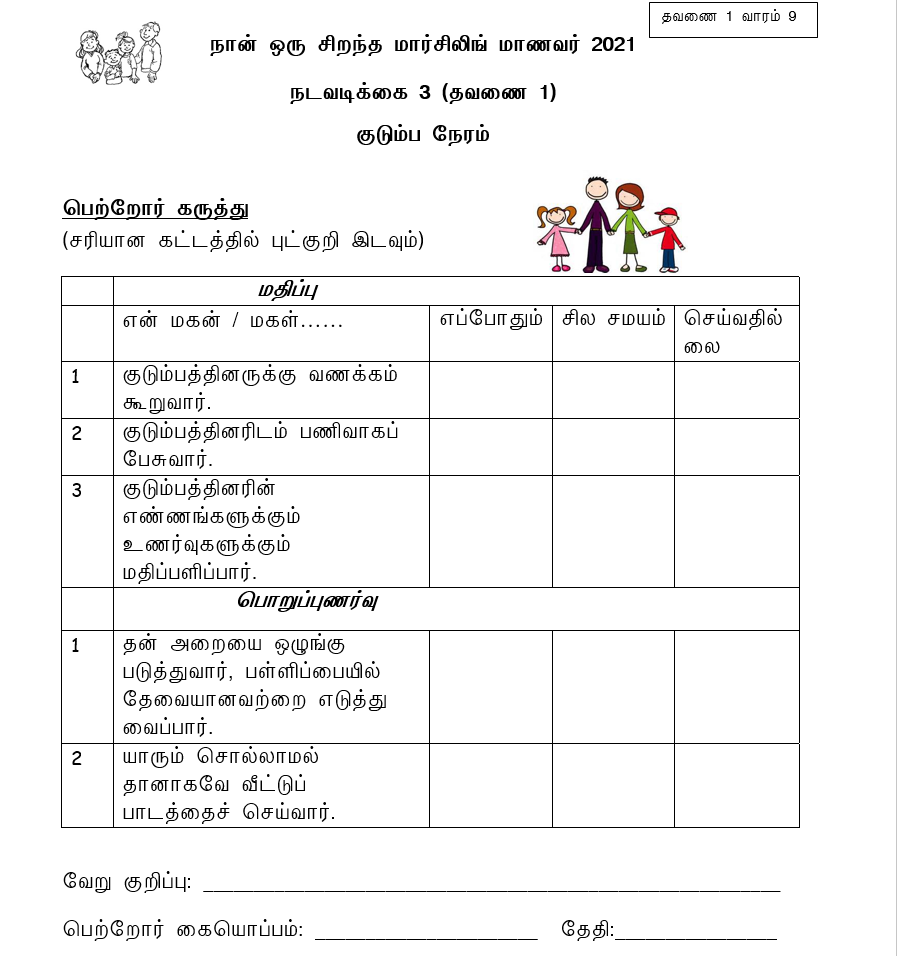 தவணை 1 வாரம் 9
நான் ஒரு சிறந்த மார்சிலிங் மாணவர் 2021
நடவடிக்கை 3 (தவணை 1)
குடும்ப நேரம்
பெற்றோர் கருத்து
(சரியான கட்டத்தில் புட்குறி இடவும்)
மதிப்பு
என் மகன் / மகள்...... எப்போதும் சில சமயம் செய்வதில்
லை
1 குடும்பத்தினருக்கு வணக்கம்
கூறுவார்.
2 குடும்பத்தினரிடம் பணிவாகப்
பேசுவார்.
3 குடும்பத்தினரின்
எண்ணங்களுக்கும்
உணர்வுகளுக்கும்
மதிப்பளிப்பார்.
பொறுப்புணர்வு
1 தன் அறையை ஒழுங்கு
படுத்துவார், பள்ளிப்பையில்
தேவையானவற்றை எடுத்து
வைப்பார்.
2 யாரும் சொல்லாமல்
தானாகவே வீட்டுப்
பாடத்தைச் செய்வார்.
வேறு குறிப்பு: ______________________________________________________
பெற்றோர் கையொப்பம்: _____________________ தேதி:_______________